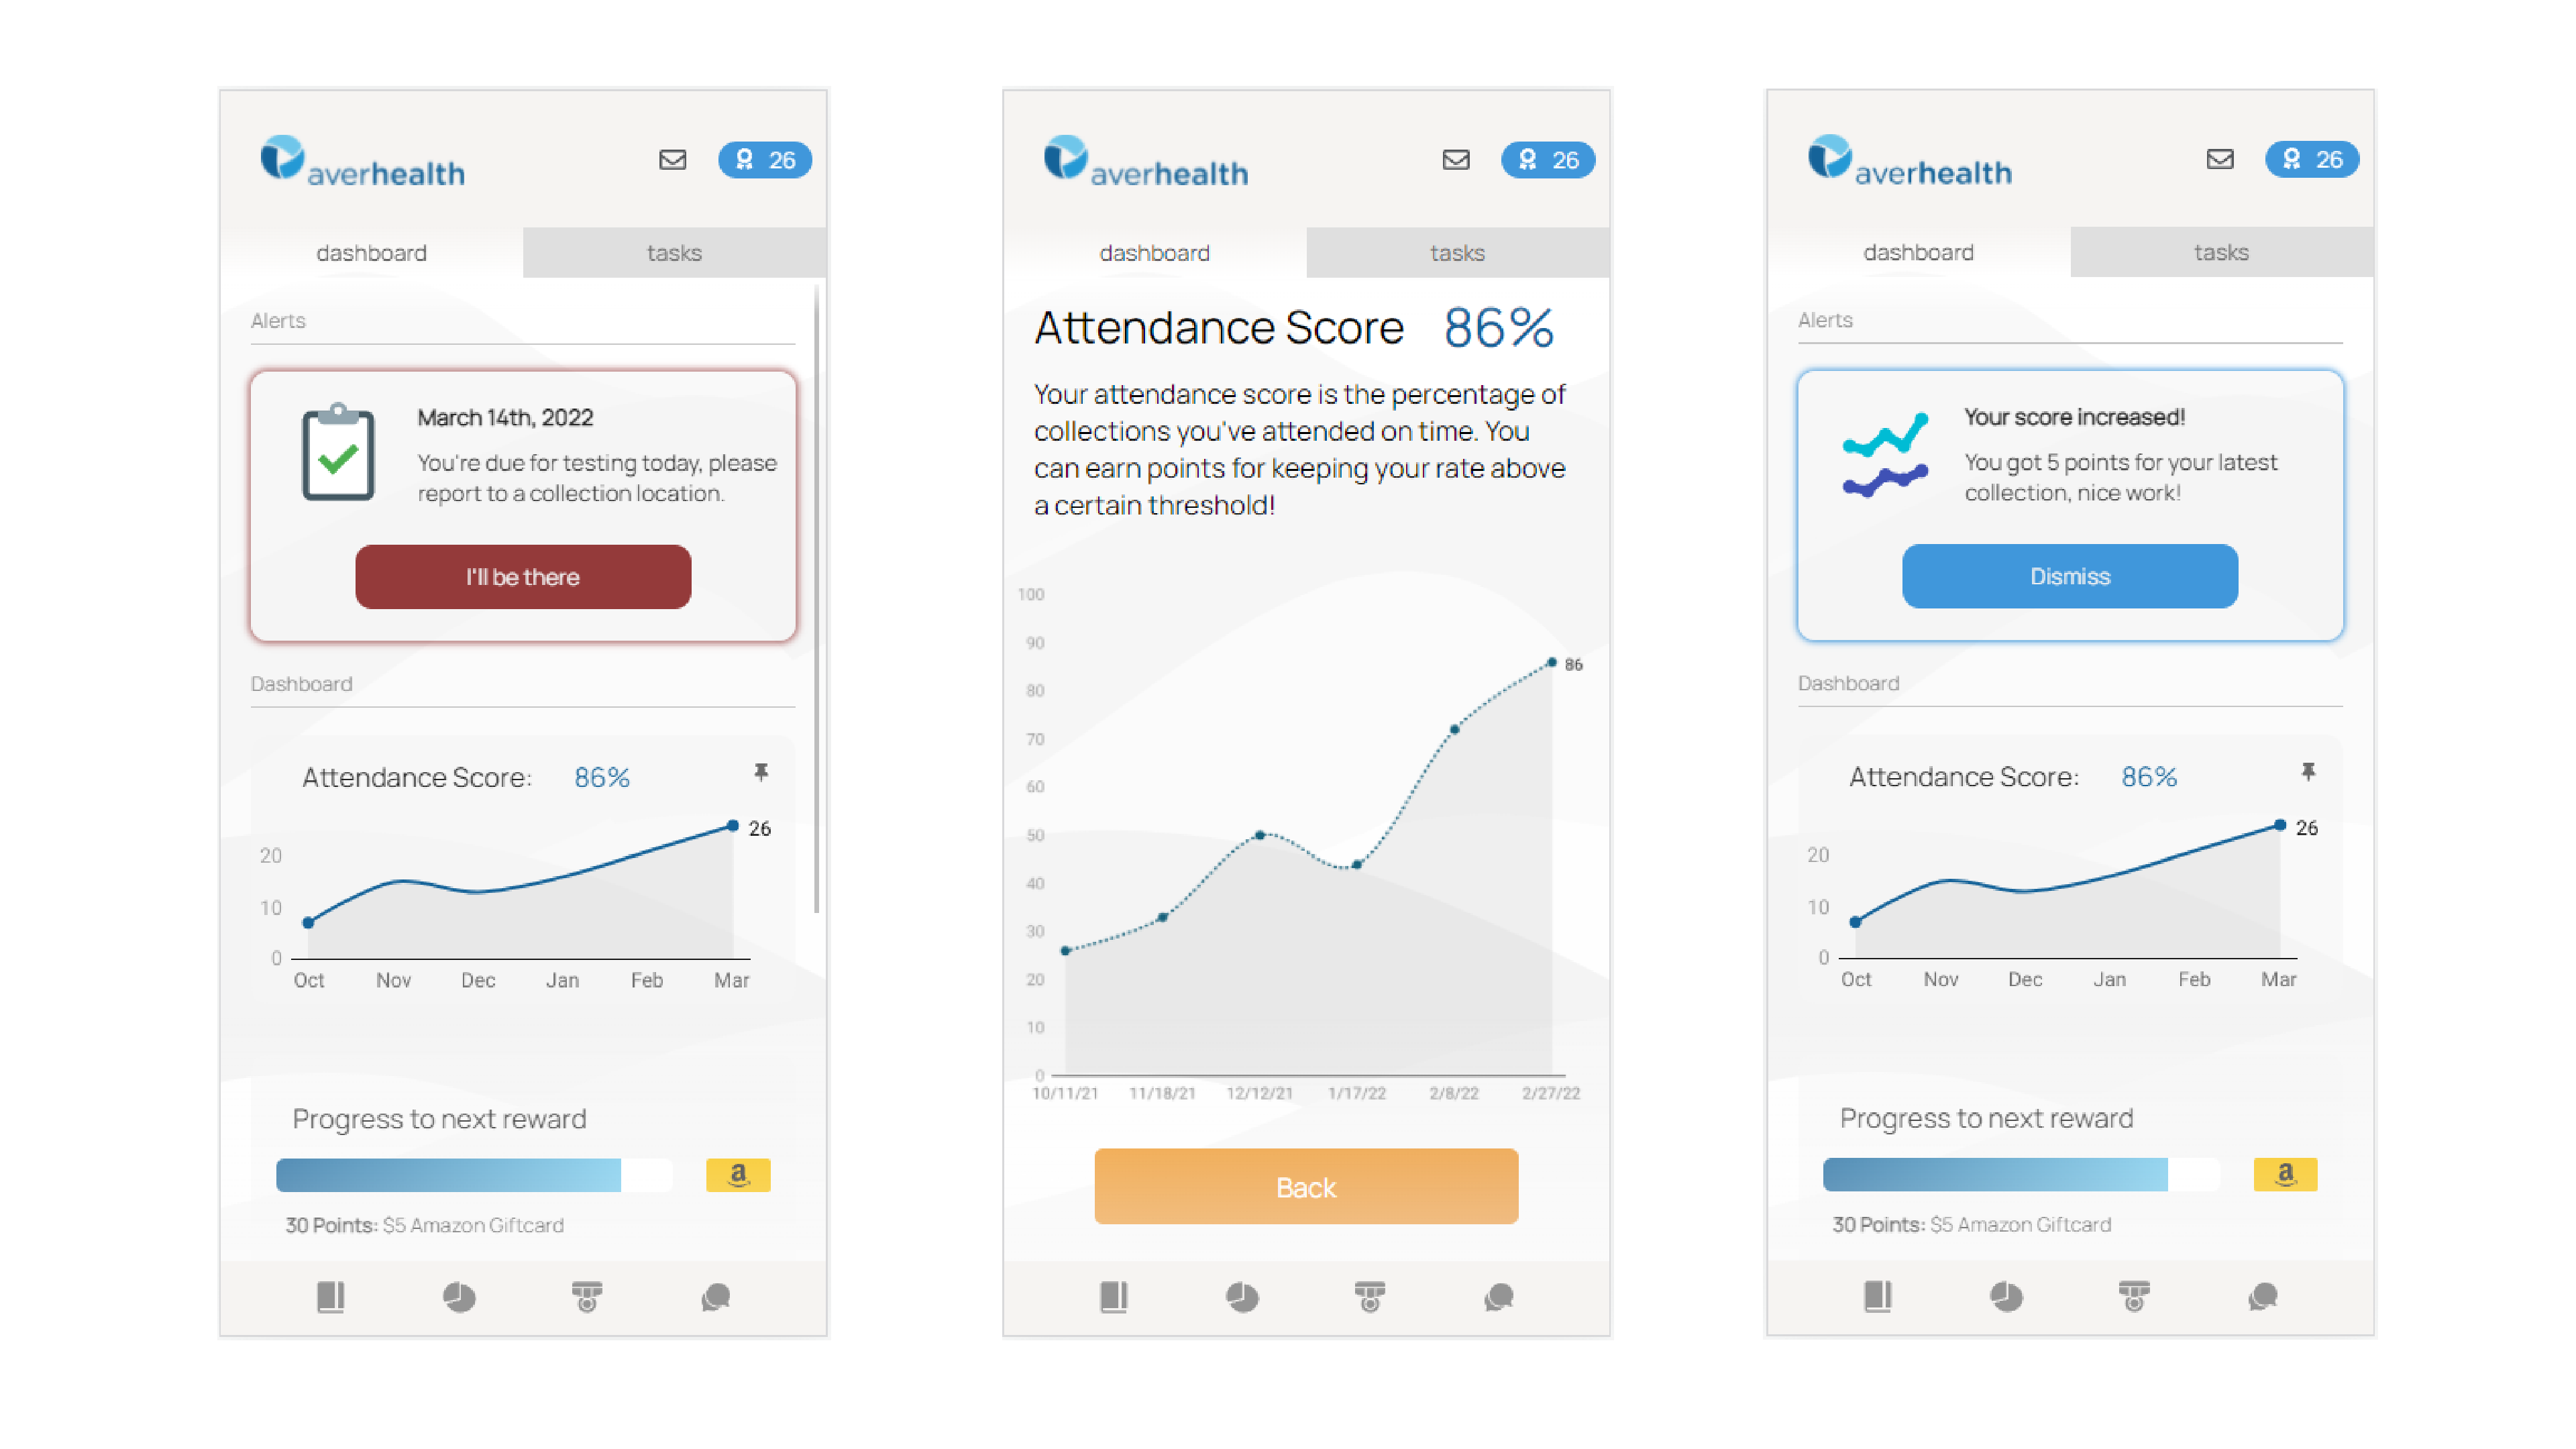 averhealth
26
dashboard
tasks
Alerts
March 14th, 2022
You're due for testing today, please
report to a collection location.
I'll be there
Dashboard
Attendance Score: 86%
26
20
10
0
Oct Nov Dec Jan Feb Mar
Progress to next reward
a
30 Points: $5 Amazon Giftcard
averhealth
26
dashboard
tasks
Attendance Score 86%
Your attendance score is the percentage of
collections you've attended on time. You
can earn points for keeping your rate above
a certain threshold!
100
90
86
80
70
60
50
40
30
20
10
0
10/11/21 11/18/21 12/12/21 1/17/22 2/8/22 2/27/22
Back
averhealth
26
dashboard
tasks
Alerts
Your score increased!
You got 5 points for your latest
collection, nice work!
Dismiss
Dashboard
Attendance Score: 86%
26
20
10
0
Oct Nov Dec Jan Feb Mar
Progress to next reward
a
30 Points: $5 Amazon Giftcard